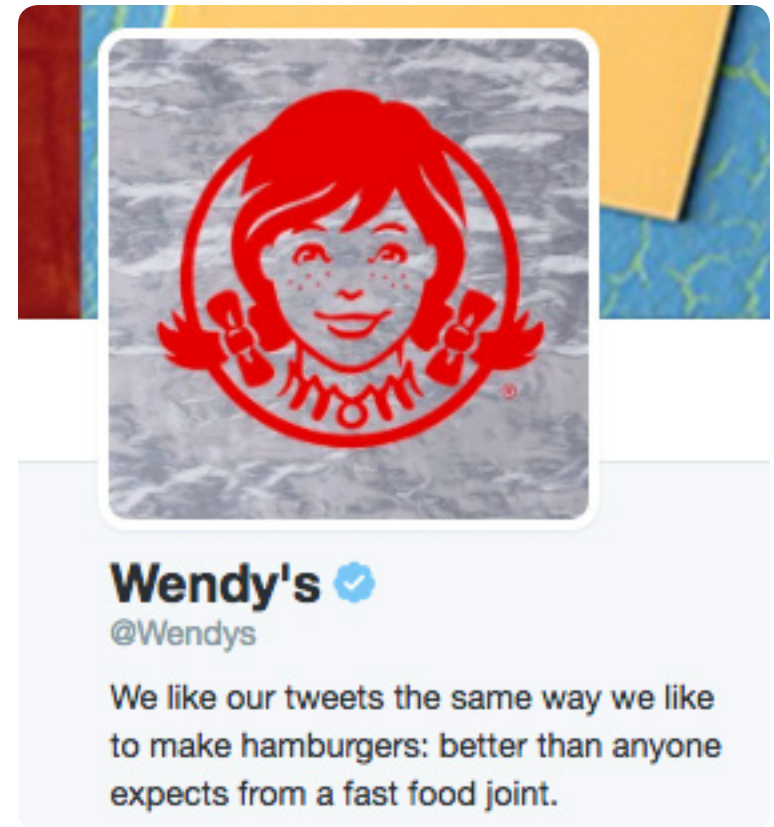 Wendy's
@Wendys
We like our tweets the same way we like
to make hamburgers: better than anyone
expects from a fast food joint.
®